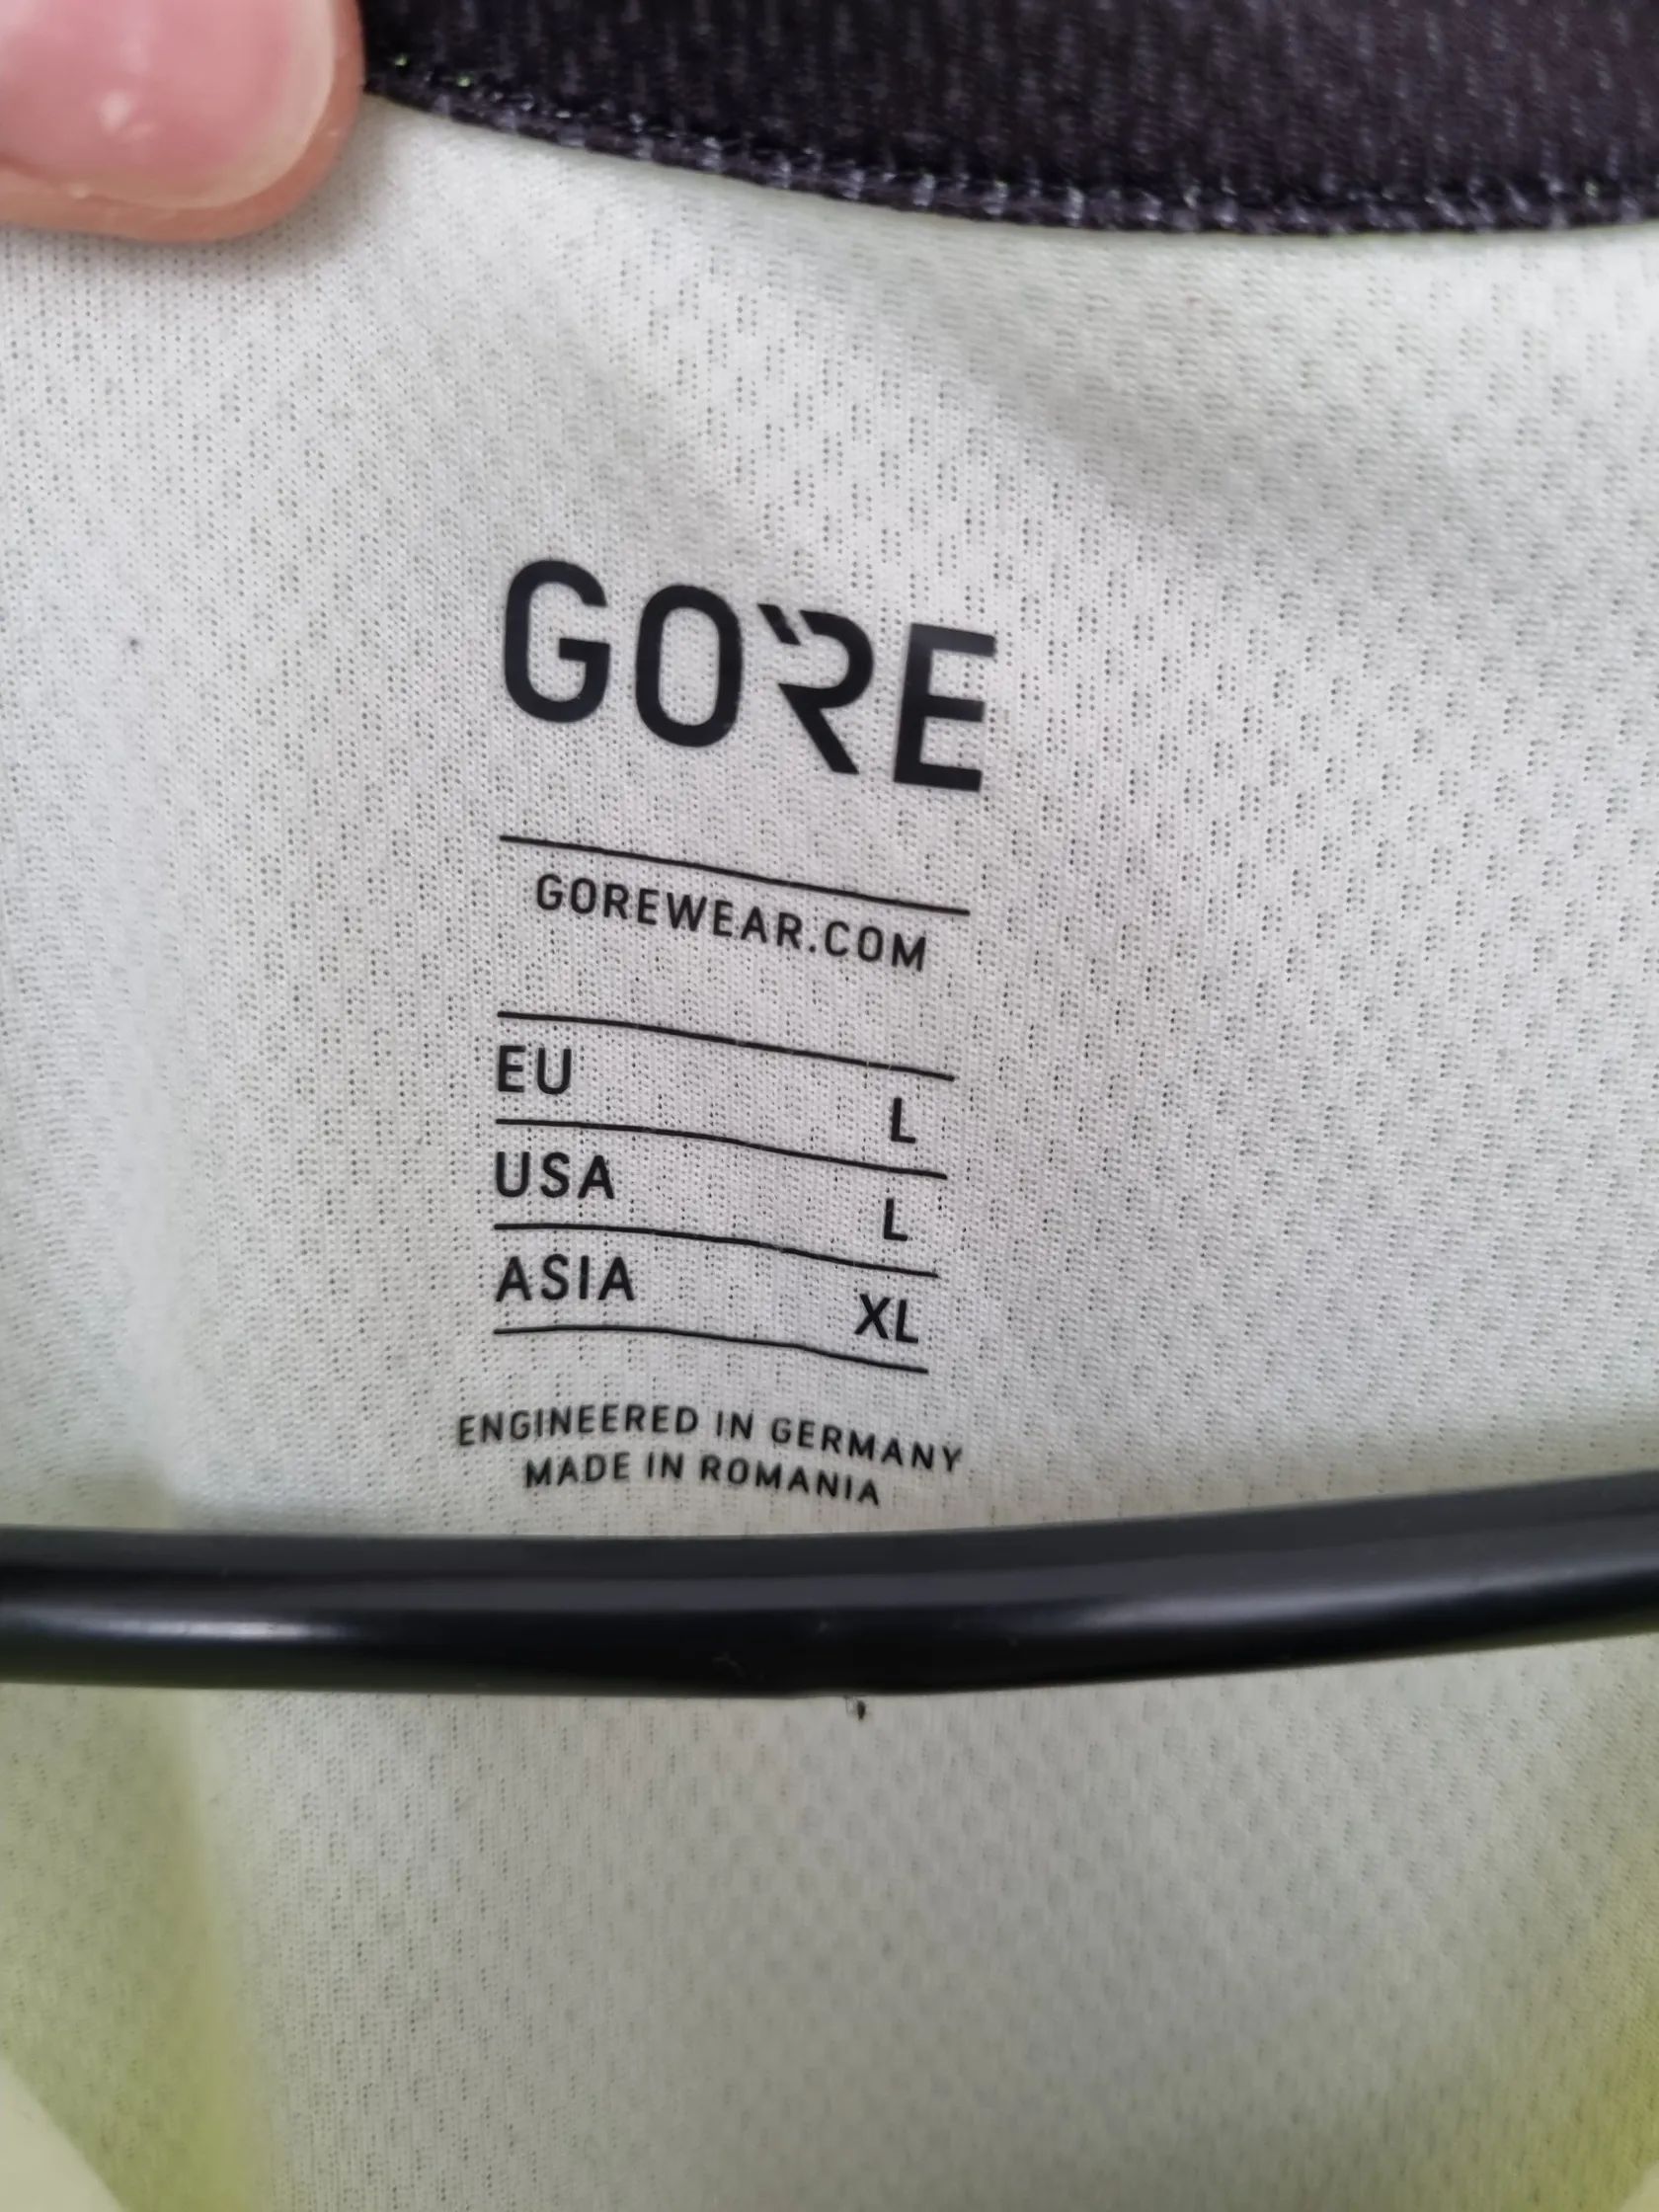 GORE
GOREWEAR.COM
EU L
USA L
ASIA XL
ENGINEERED IN GERMANY
MADE IN ROMANIA